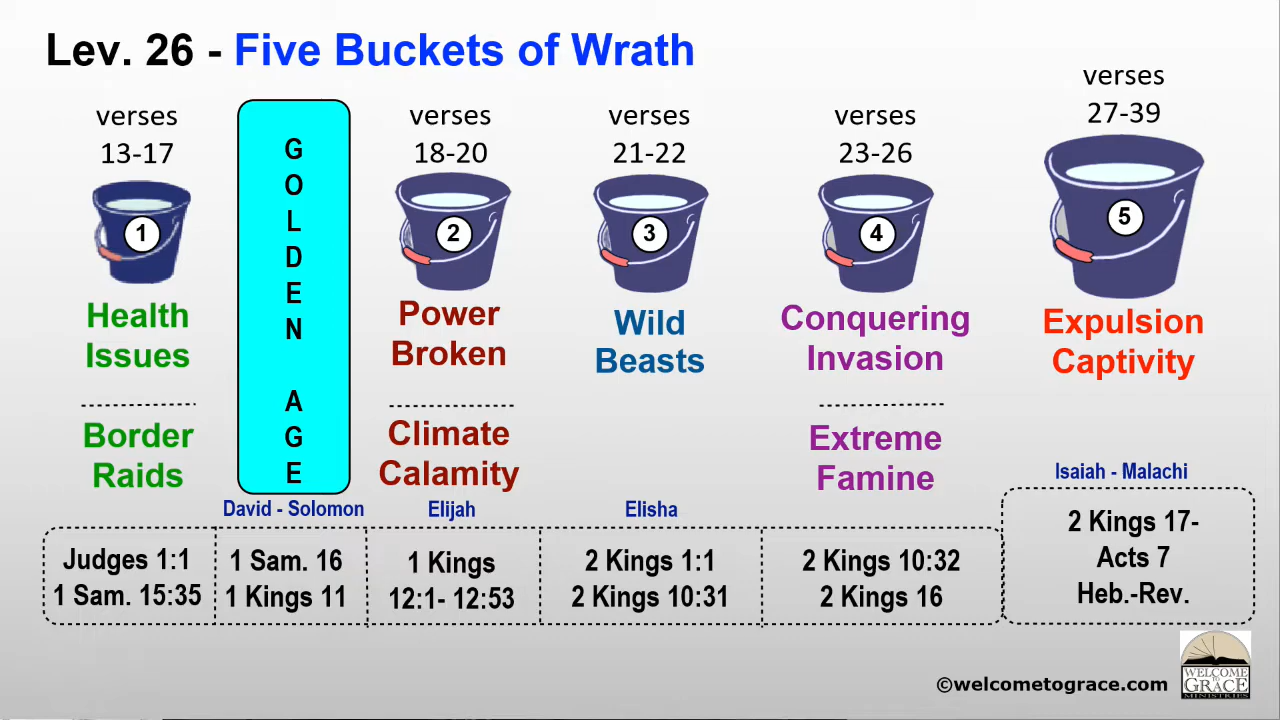 Lev. 26 - Five Buckets of Wrath
verses
13-17
1
Health
Issues
Border
Raids
G
O
L
D
E
N
A
G
E
David - Solomon
verses
18-20
2
Power
Broken
Climate
Calamity
Elijah
verses
21-22
3
Wild
Beasts
Elisha
verses
23-26
4
Conquering
Invasion
Extreme
Famine
verses
27-39
5
Expulsion
Captivity
Isaiah - Malachi
Judges 1:1
1 Sam. 15:35
1 Sam. 16
1 Kings 11
1 Kings
12:1- 12:53
2 Kings 1:1
2 Kings 10:31
2 Kings 10:32
2 Kings 16
2 Kings 17-
Acts 7
Heb.-Rev.
©welcometograce.com
WELCOME
TO
GRACE
MINISTRIES